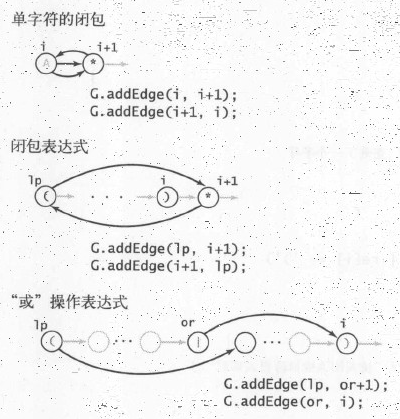 单字符的闭包
i i+1
A *
G.addEdge(i, i+1);
G.addEdge(i+1, i);
闭包表达式
lp i i+1
( ... ) *
G.addEdge(lp, i+1);
G.addEdge(i+1, lp);
“或”操作表达式
lp or i
( ... | ... )
G.addEdge(lp, or+1);
G.addEdge(or, i);